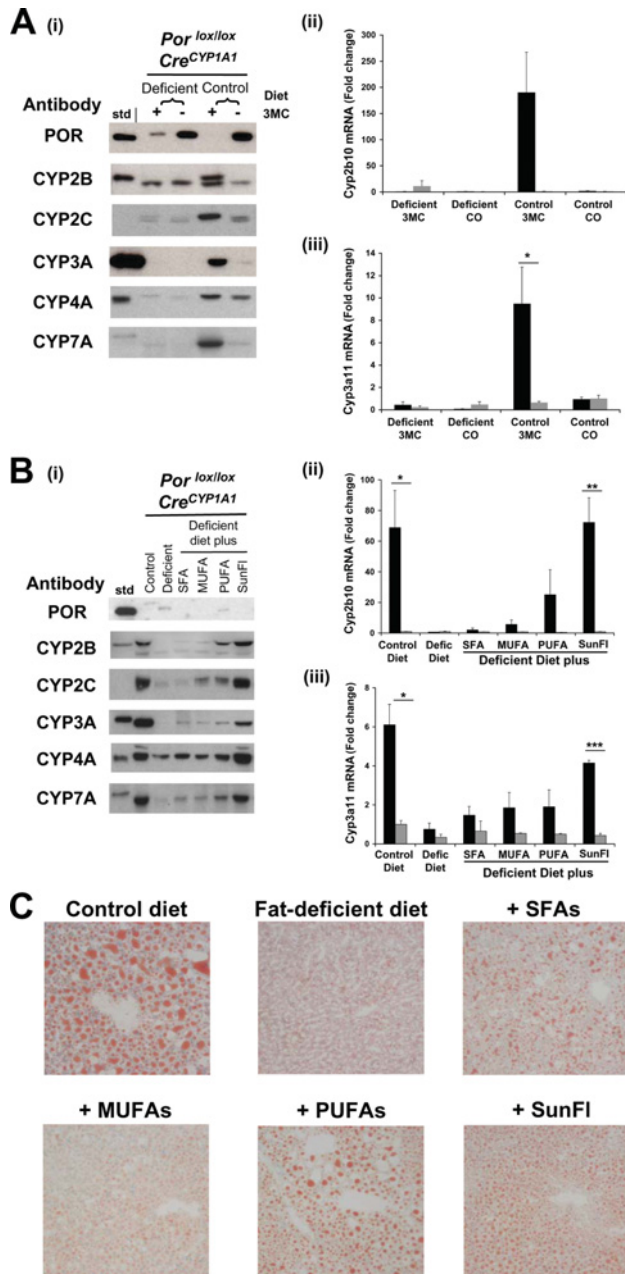 A (i)
Por lox/lox
Cre CYP1A1
Deficient Control Diet
Antibody std + - + - 3MC
POR
CYP2B
CYP2C
CYP3A
CYP4A
CYP7A
(ii)
Cyp2b10 mRNA (Fold change)
300
250
200
150
100
50
0
Deficient 3MC
Deficient CO
Control 3MC
Control CO
(iii)
Cyp3a11 mRNA (Fold change)
14
12
10
8
6
4
2
0
*
Deficient 3MC
Deficient CO
Control 3MC
Control CO
B (i)
Por lox/lox
Cre CYP1A1
Deficient
diet plus
Antibody std Control Deficient SFA MUFA PUFA SunFl
POR
CYP2B
CYP2C
CYP3A
CYP4A
CYP7A
(ii)
Cyp2b10 mRNA (Fold change)
100
80
60
40
20
0
* **
Control Diet
Defic Diet
SFA MUFA PUFA SunFl
Deficient Diet plus
(iii)
Cyp3a11 mRNA (Fold change)
8
6
4
2
0
* ***
Control Diet
Defic Diet
SFA MUFA PUFA SunFl
Deficient Diet plus
C
Control diet Fat-deficient diet + SFAs
+ MUFAs + PUFAs + SunFl